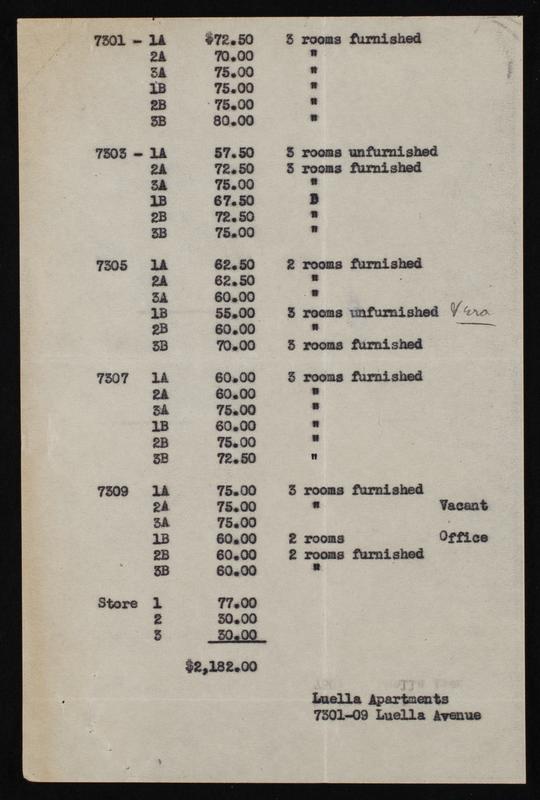 7301 - 1A $72.50 3 rooms furnished
2A 70.00 "
3A 75.00 "
1B 75.00 "
2B 75.00 "
3B 80.00 "
7303 - 1A 57.50 3 rooms unfurnished
2A 72.50 3 rooms furnished
3A 75.00 "
1B 67.50 B
2B 72.50 "
3B 75.00 "
7305 1A 62.50 2 rooms furnished
2A 62.50 "
3A 60.00 "
1B 55.00 3 rooms unfurnished Vera
2B 60.00 "
3B 70.00 3 rooms furnished
7307 1A 60.00 3 rooms furnished
2A 60.00 "
3A 75.00 "
1B 60.00 "
2B 75.00 "
3B 72.50 "
7309 1A 75.00 3 rooms furnished
2A 75.00 " Vacant
3A 75.00
1B 60.00 2 rooms Office
2B 60.00 2 rooms furnished
3B 60.00 "
Store 1 77.00
2 30.00
3 30.00
$2,182.00
Luella Apartments
7301-09 Luella Avenue